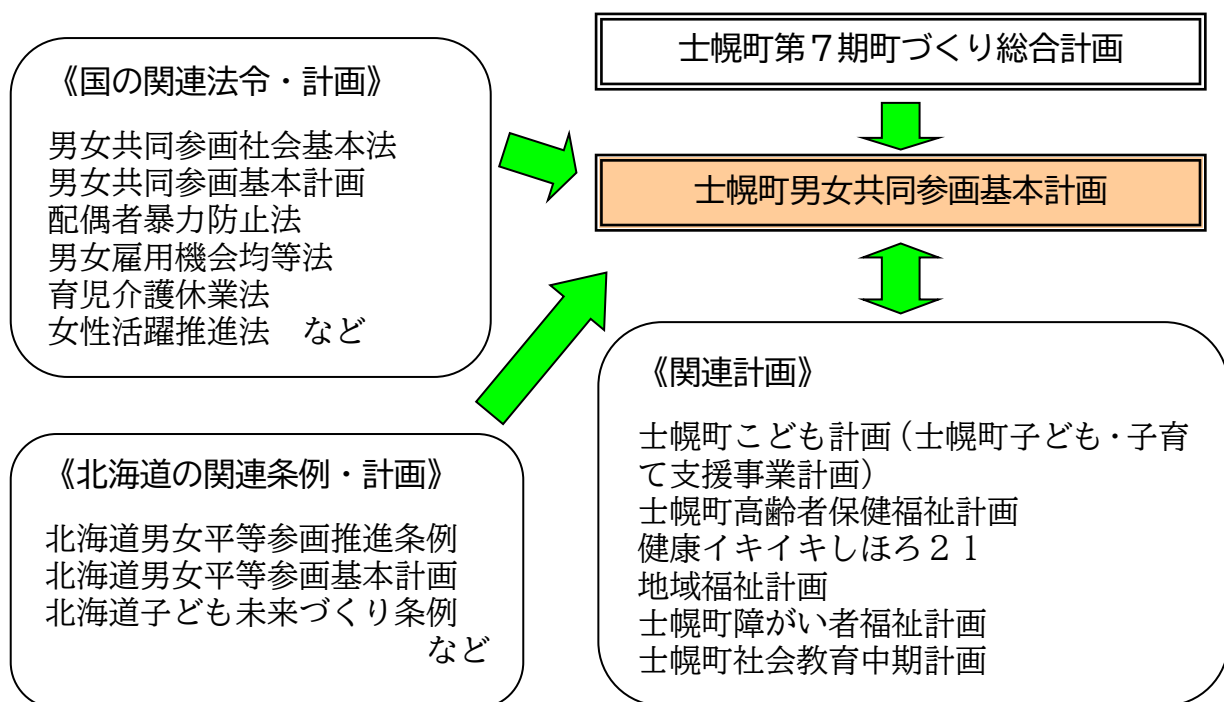 士幌町第７期町づくり総合計画
《国の関連法令・計画》
男女共同参画社会基本法
男女共同参画基本計画
配偶者暴力防止法
男女雇用機会均等法
育児介護休業法
女性活躍推進法　など
士幌町男女共同参画基本計画
《北海道の関連条例・計画》
北海道男女平等参画推進条例
北海道男女平等参画基本計画
北海道子ども未来づくり条例
など
《関連計画》
士幌町こども計画（士幌町子ども・子育
て支援事業計画）
士幌町高齢者保健福祉計画
健康イキイキしほろ２１
地域福祉計画
士幌町障がい者福祉計画
士幌町社会教育中期計画